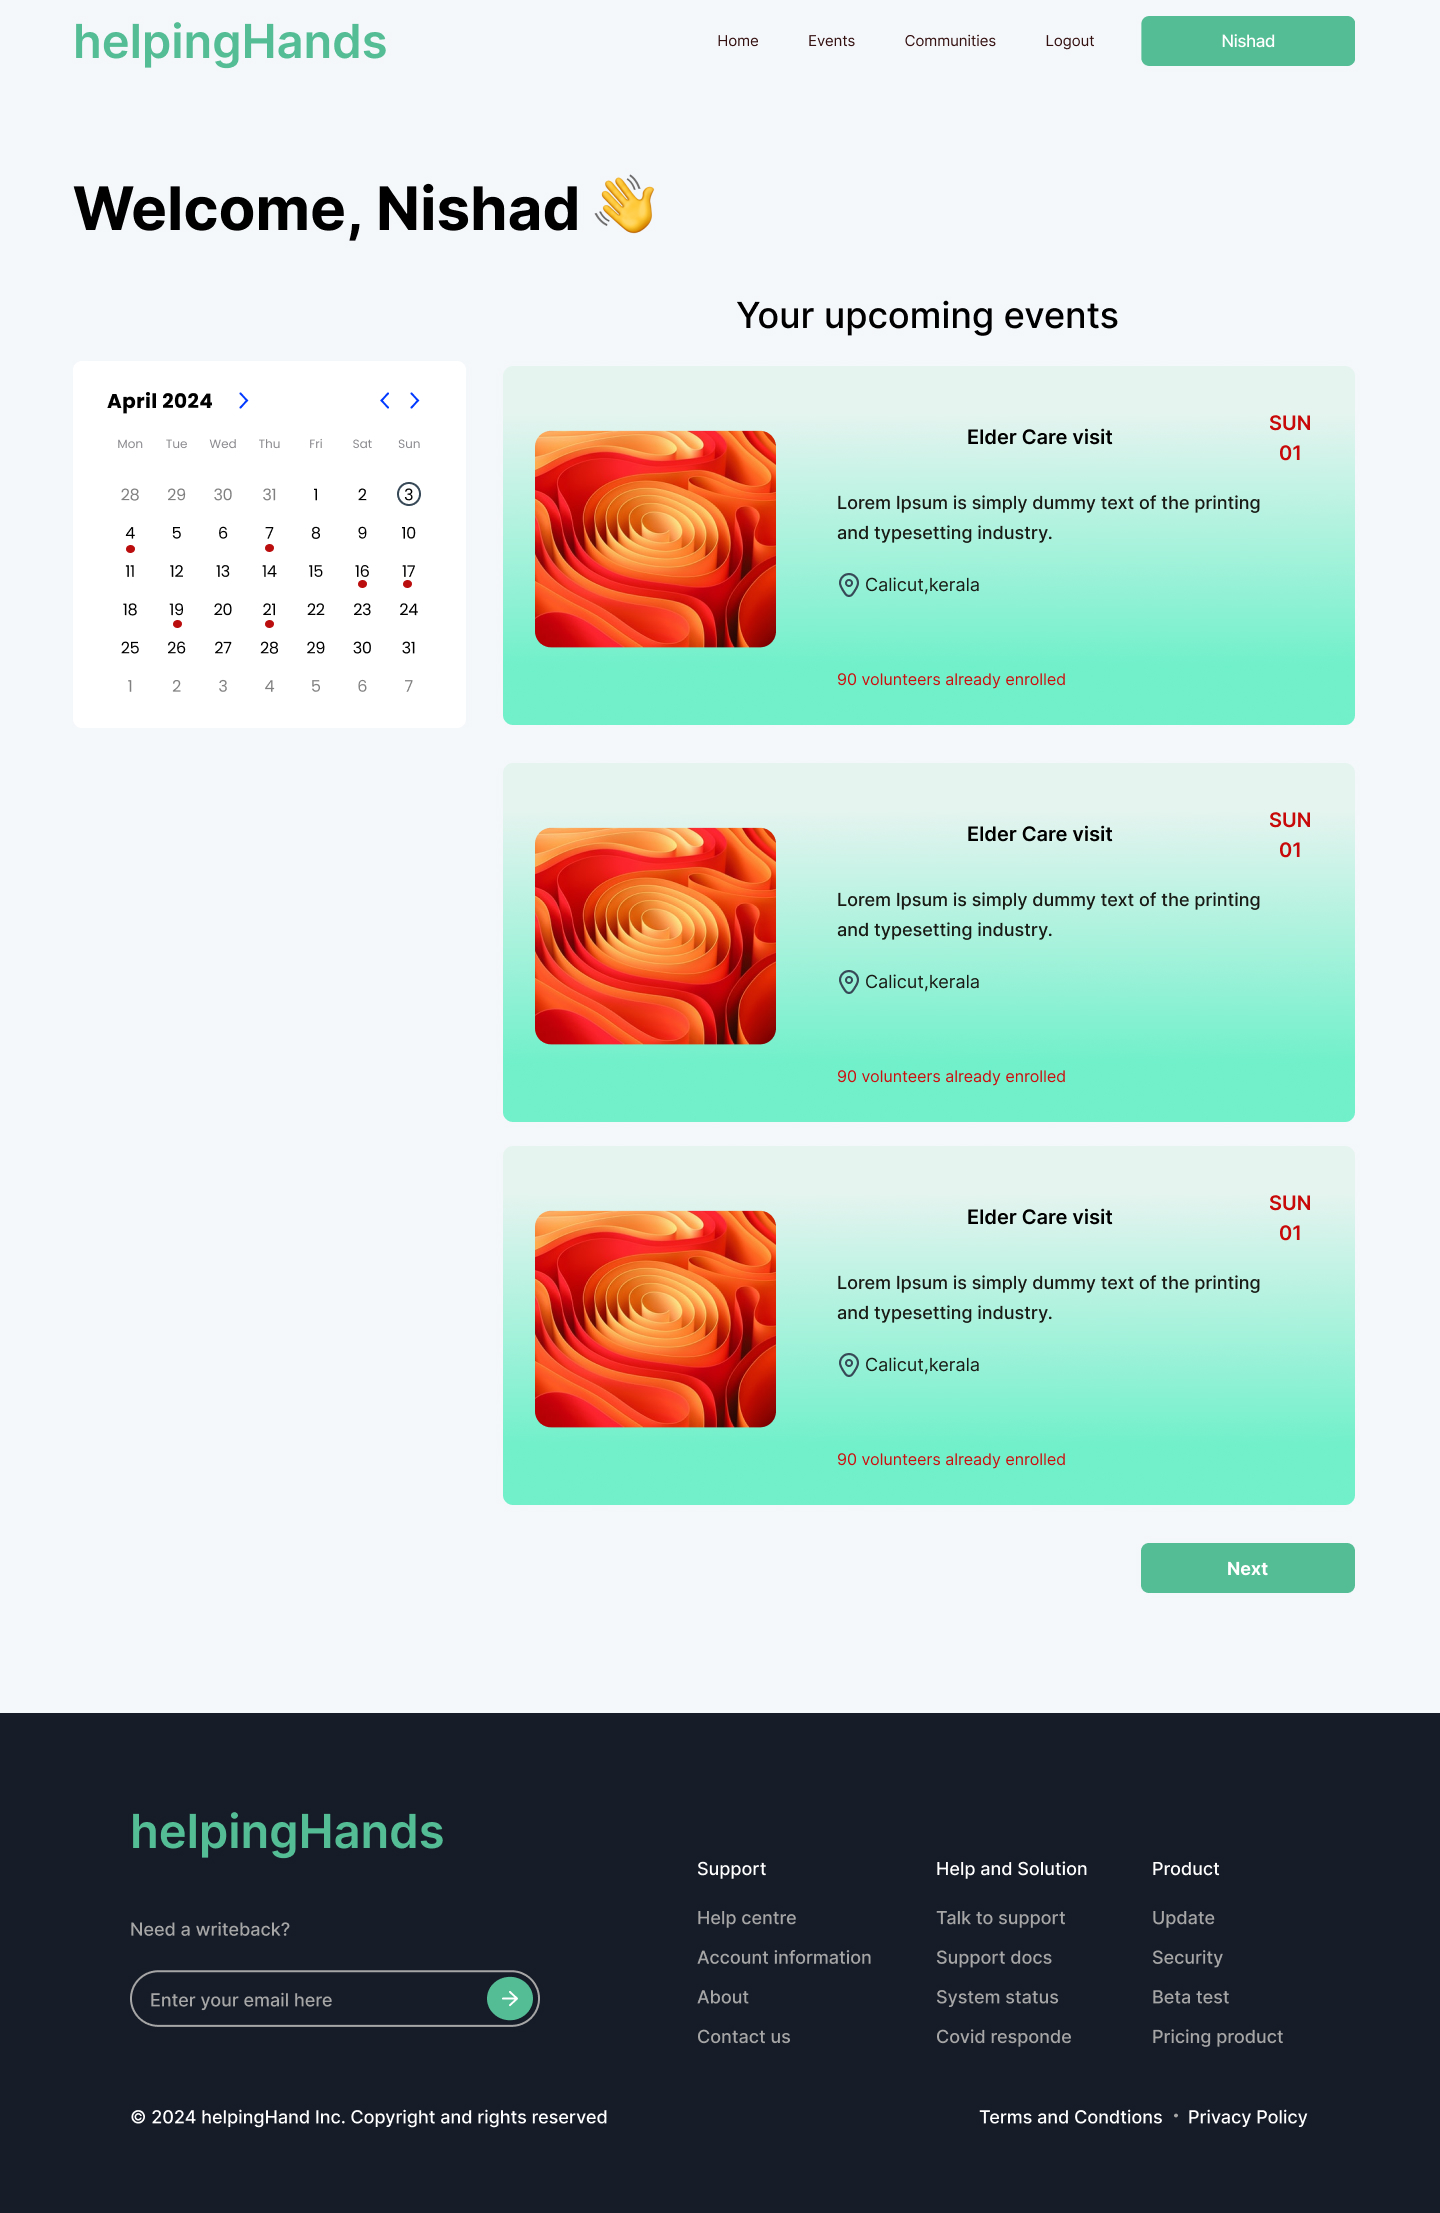 helpingHands
Home Events Communities Logout Nishad
Welcome, Nishad 👋
Your upcoming events
April 2024
Mon Tue Wed Thu Fri Sat Sun
28 29 30 31 1 2 3
4 5 6 7 8 9 10
11 12 13 14 15 16 17
18 19 20 21 22 23 24
25 26 27 28 29 30 31
1 2 3 4 5 6 7
Elder Care visit
SUN
01
Lorem Ipsum is simply dummy text of the printing
and typesetting industry.
Calicut,kerala
90 volunteers already enrolled
Elder Care visit
SUN
01
Lorem Ipsum is simply dummy text of the printing
and typesetting industry.
Calicut,kerala
90 volunteers already enrolled
Elder Care visit
SUN
01
Lorem Ipsum is simply dummy text of the printing
and typesetting industry.
Calicut,kerala
90 volunteers already enrolled
Next
helpingHands
Need a writeback?
Enter your email here
Support
Help centre
Account information
About
Contact us
Help and Solution
Talk to support
Support docs
System status
Covid responde
Product
Update
Security
Beta test
Pricing product
© 2024 helpingHand Inc. Copyright and rights reserved
Terms and Condtions • Privacy Policy